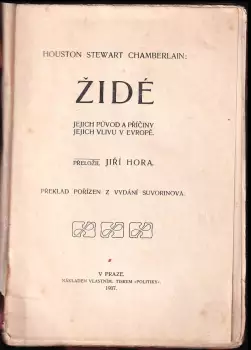 HOUSTON STEWART CHAMBERLAIN:
ŽIDÉ
JEJICH PŮVOD A PŘÍČINY
JEJICH VLIVU V EVROPĚ.
PŘELOŽIL JIŘÍ HORA.
PŘEKLAD POŘÍZEN Z VYDÁNÍ SUVORINOVA.
V PRAZE.
NÁKLADEM VLASTNÍM. TISKEM «POLITIKY».
1907.